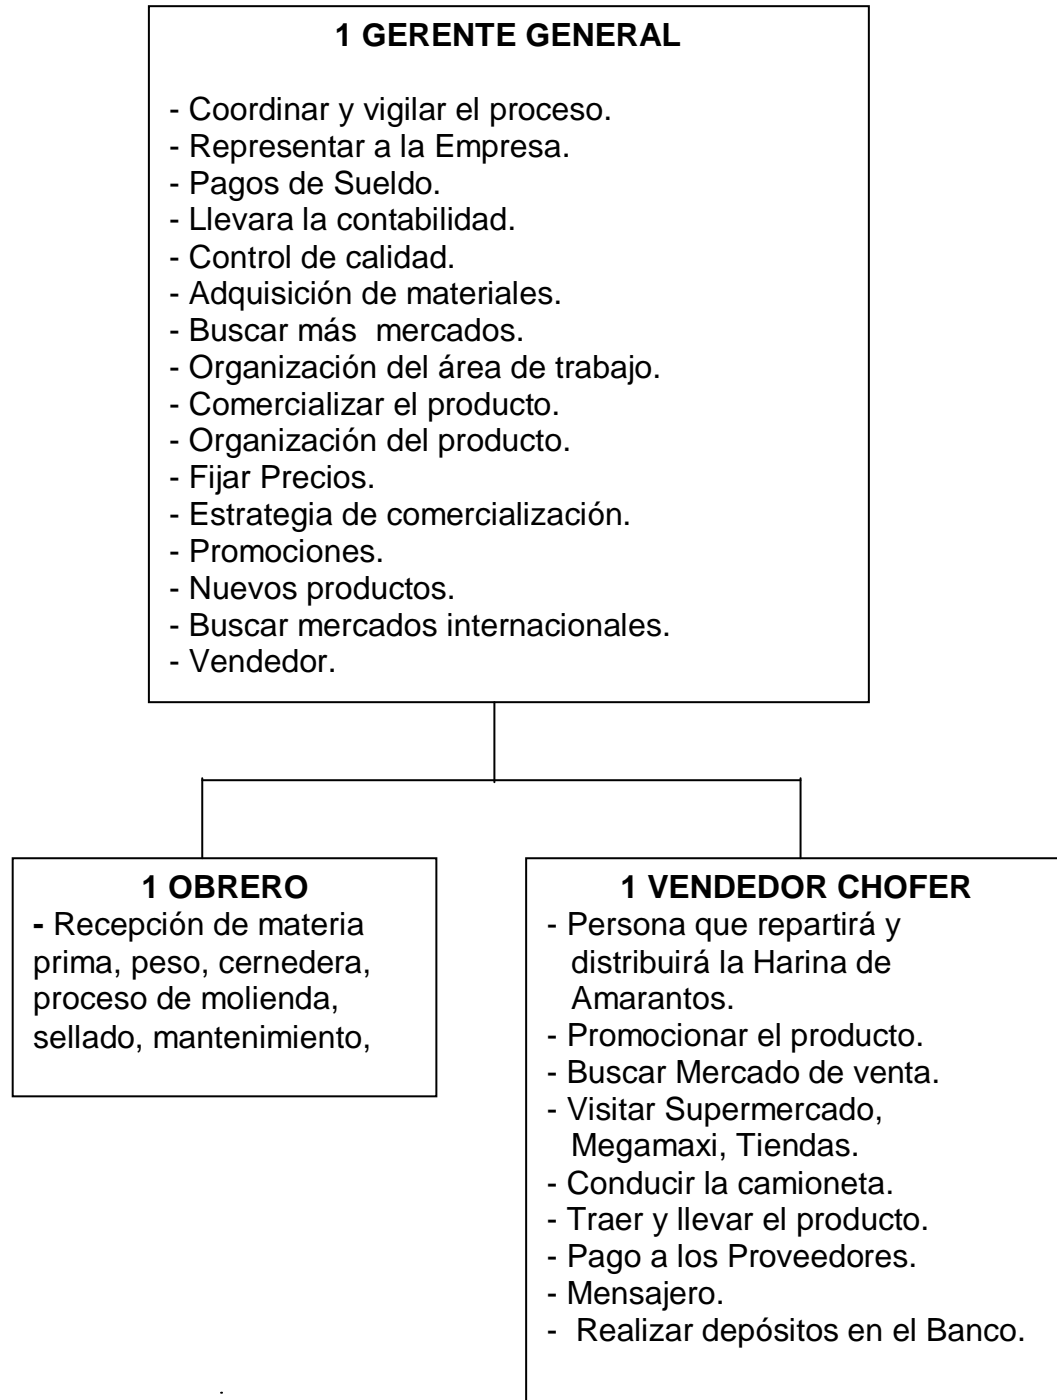 1 GERENTE GENERAL
- Coordinar y vigilar el proceso.
- Representar a la Empresa.
- Pagos de Sueldo.
- Llevara la contabilidad.
- Control de calidad.
- Adquisición de materiales.
- Buscar más  mercados.
- Organización del área de trabajo.
- Comercializar el producto.
- Organización del producto.
- Fijar Precios.
- Estrategia de comercialización.
- Promociones.
- Nuevos productos.
- Buscar mercados internacionales.
- Vendedor.
1 OBRERO
- Recepción de materia
prima, peso, cernedera,
proceso de molienda,
sellado, mantenimiento,
1 VENDEDOR CHOFER
- Persona que repartirá y
distribuirá la Harina de
Amarantos.
- Promocionar el producto.
- Buscar Mercado de venta.
- Visitar Supermercado,
Megamaxi, Tiendas.
- Conducir la camioneta.
- Traer y llevar el producto.
- Pago a los Proveedores.
- Mensajero.
-  Realizar depósitos en el Banco.